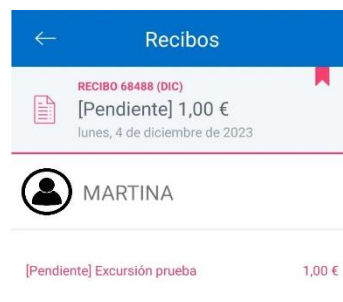 Recibos
RECIBO 68488 (DIC)
[Pendiente] 1,00 €
lunes, 4 de diciembre de 2023
MARTINA
[Pendiente] Excursión prueba 1,00 €